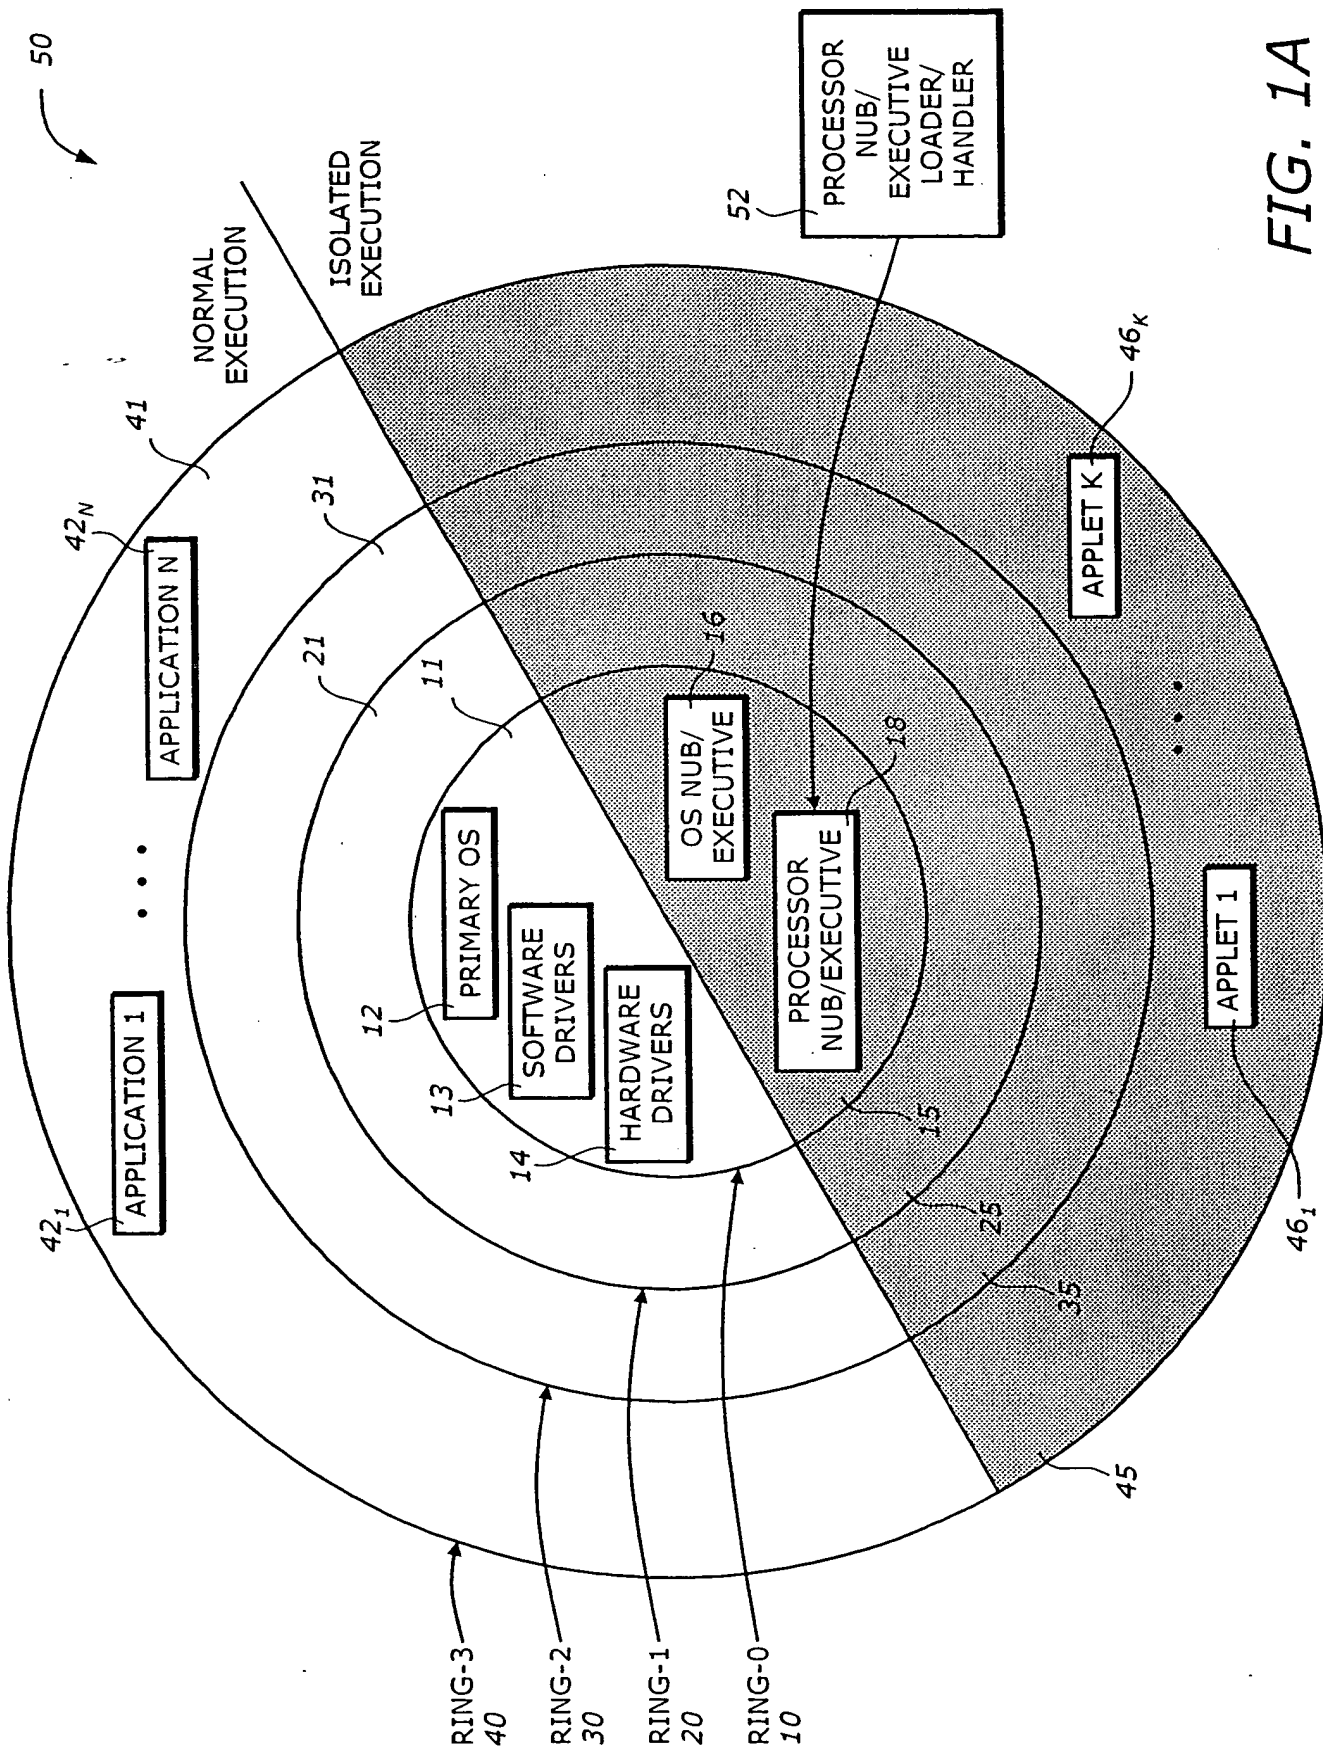 50
NORMAL
EXECUTION
ISOLATED
EXECUTION
41
42N
APPLICATION N
APPLICATION 1
421
31
21
11
PRIMARY OS
12
SOFTWARE
DRIVERS
13
HARDWARE
DRIVERS
14
OS NUB/
EXECUTIVE
16
PROCESSOR
NUB/EXECUTIVE
18
15
25
35
45
52
PROCESSOR
NUB/
EXECUTIVE
LOADER/
HANDLER
APPLET K
46K
APPLET 1
461
RING-3
40
RING-2
30
RING-1
20
RING-0
10
FIG. 1A